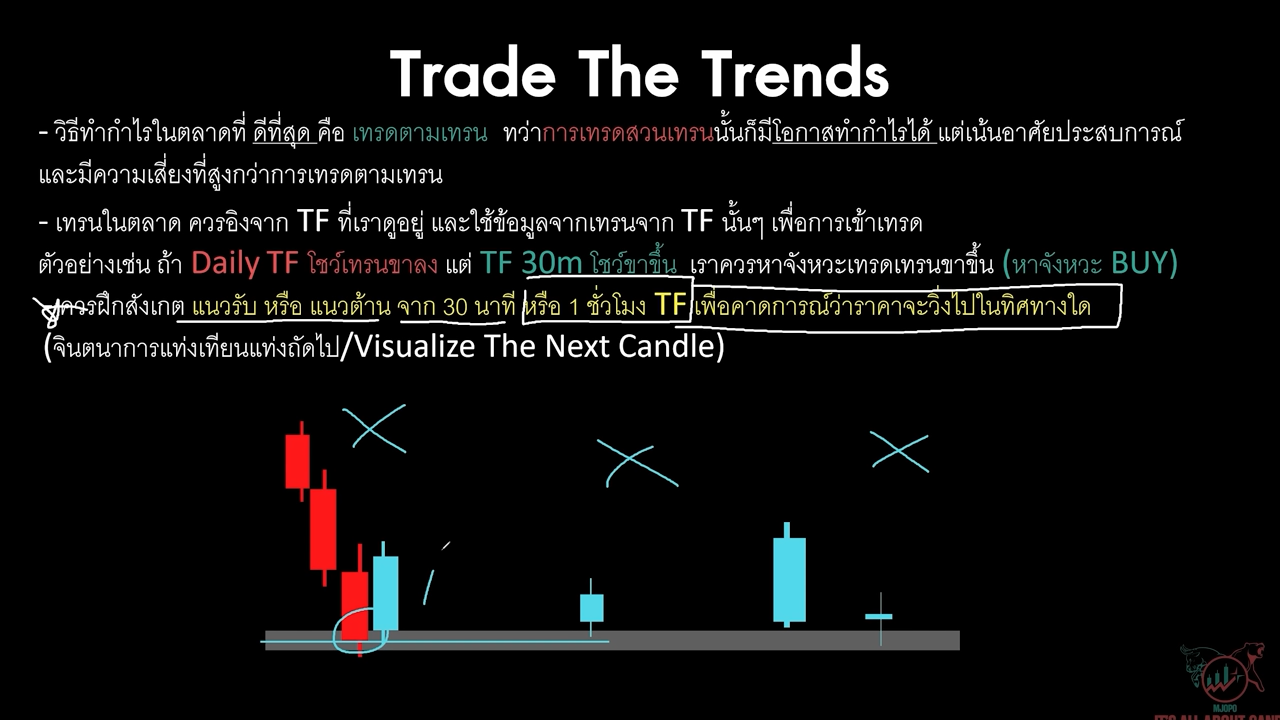 Trade The Trends
- วิธีทำกำไรในตลาดที่ ดีที่สุด คือ เทรดตามเทรน ทว่าการเทรดสวนเทรนนั้นก็มีโอกาสทำกำไรได้ แต่เน้นอาศัยประสบการณ์
และมีความเสี่ยงที่สูงกว่าการเทรดตามเทรน
- เทรนในตลาด ควรอิงจาก TF ที่เราดูอยู่ และใช้ข้อมูลจากเทรนจาก TF นั้นๆ เพื่อการเข้าเทรด
ตัวอย่างเช่น ถ้า Daily TF โชว์เทรนขาลง แต่ TF 30m โชว์ขาขึ้น เราควรหาจังหวะเทรดเทรนขาขึ้น (หาจังหวะ BUY)
การฝึกสังเกต แนวรับ หรือ แนวต้าน จาก 30 นาที หรือ 1 ชั่วโมง TF เพื่อคาดการณ์ว่าราคาจะวิ่งไปในทิศทางใด
(จินตนาการแท่งเทียนแท่งถัดไป/Visualize The Next Candle)
MJOPO